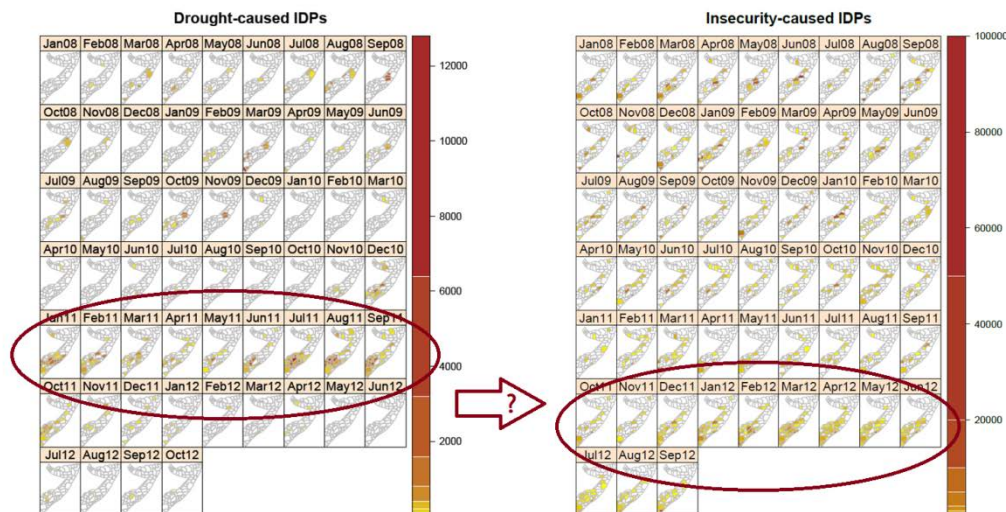 Drought-caused IDPs
Jan08 Feb08 Mar08 Apr08 May08 Jun08 Jul08 Aug08 Sep08
Oct08 Nov08 Dec08 Jan09 Feb09 Mar09 Apr09 May09 Jun09
Jul09 Aug09 Sep09 Oct09 Nov09 Dec09 Jan10 Feb10 Mar10
Apr10 May10 Jun10 Jul10 Aug10 Sep10 Oct10 Nov10 Dec10
Jan11 Feb11 Mar11 Apr11 May11 Jun11 Jul11 Aug11 Sep11
Oct11 Nov11 Dec11 Jan12 Feb12 Mar12 Apr12 May12 Jun12
Jul12 Aug12 Sep12 Oct12
12000
10000
8000
6000
4000
2000
?
Insecurity-caused IDPs
Jan08 Feb08 Mar08 Apr08 May08 Jun08 Jul08 Aug08 Sep08
Oct08 Nov08 Dec08 Jan09 Feb09 Mar09 Apr09 May09 Jun09
Jul09 Aug09 Sep09 Oct09 Nov09 Dec09 Jan10 Feb10 Mar10
Apr10 May10 Jun10 Jul10 Aug10 Sep10 Oct10 Nov10 Dec10
Jan11 Feb11 Mar11 Apr11 May11 Jun11 Jul11 Aug11 Sep11
Oct11 Nov11 Dec11 Jan12 Feb12 Mar12 Apr12 May12 Jun12
Jul12 Aug12 Sep12
100000
80000
60000
40000
20000